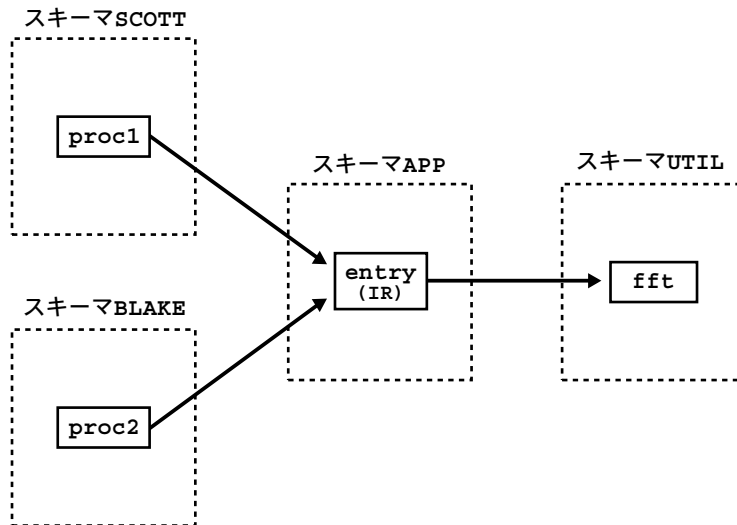 スキーマSCOTT
proc1
スキーマAPP
スキーマUTIL
entry
(IR)
fft
スキーマBLAKE
proc2